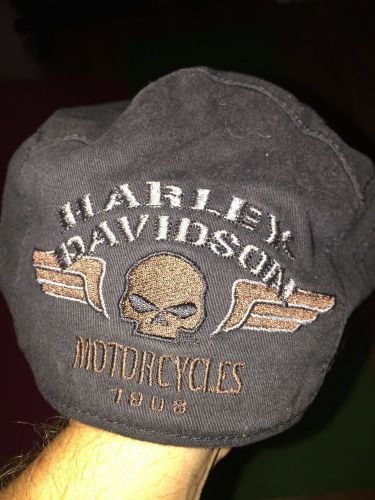 HARLEY-
DAVIDSON
MOTORCYCLES
1903